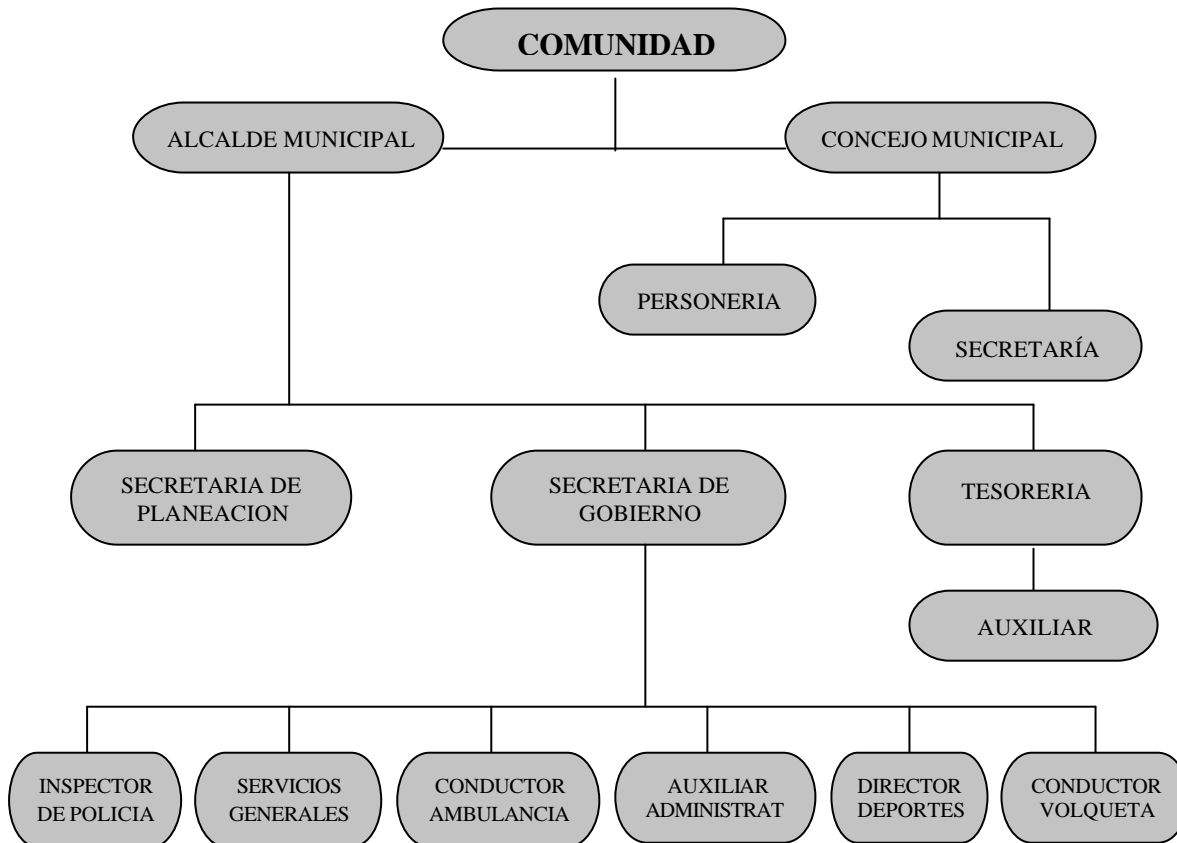 COMUNIDAD
ALCALDE MUNICIPAL
CONCEJO MUNICIPAL
PERSONERIA
SECRETARÍA
SECRETARIA DE
PLANEACION
SECRETARIA DE
GOBIERNO
TESORERIA
AUXILIAR
INSPECTOR
DE POLICIA
SERVICIOS
GENERALES
CONDUCTOR
AMBULANCIA
AUXILIAR
ADMINISTRAT
DIRECTOR
DEPORTES
CONDUCTOR
VOLQUETA